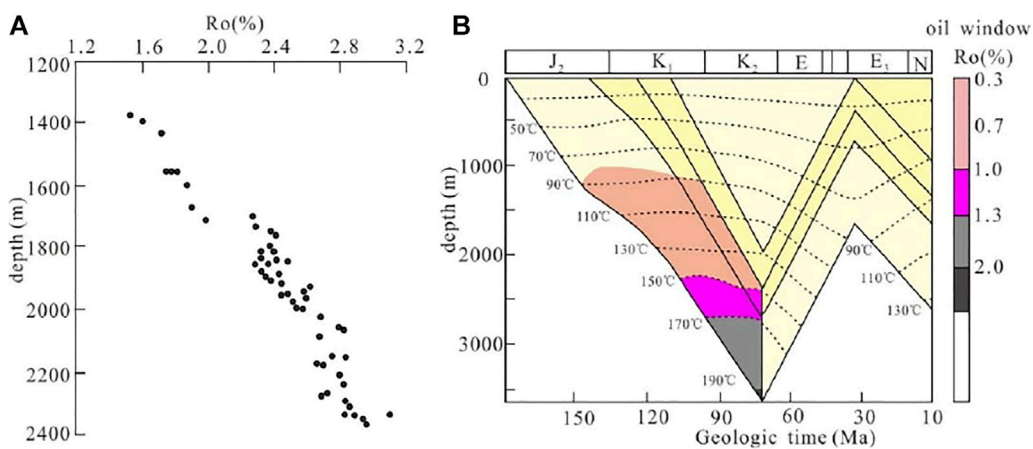 A
Ro(%)
1.2 1.6 2.0 2.4 2.8 3.2
1200
1400
1600
1800
2000
2200
2400
depth(m)
B
oil window
Ro(%)
J₂ K₁ K₂ E E₃ N
0
1000
2000
3000
depth (m)
50℃
70℃
90℃
110℃
130℃
150℃
170℃
190℃
90℃
110℃
130℃
150 120 90 60 30 10
Geologic time (Ma)
0.3
0.7
1.0
1.3
2.0